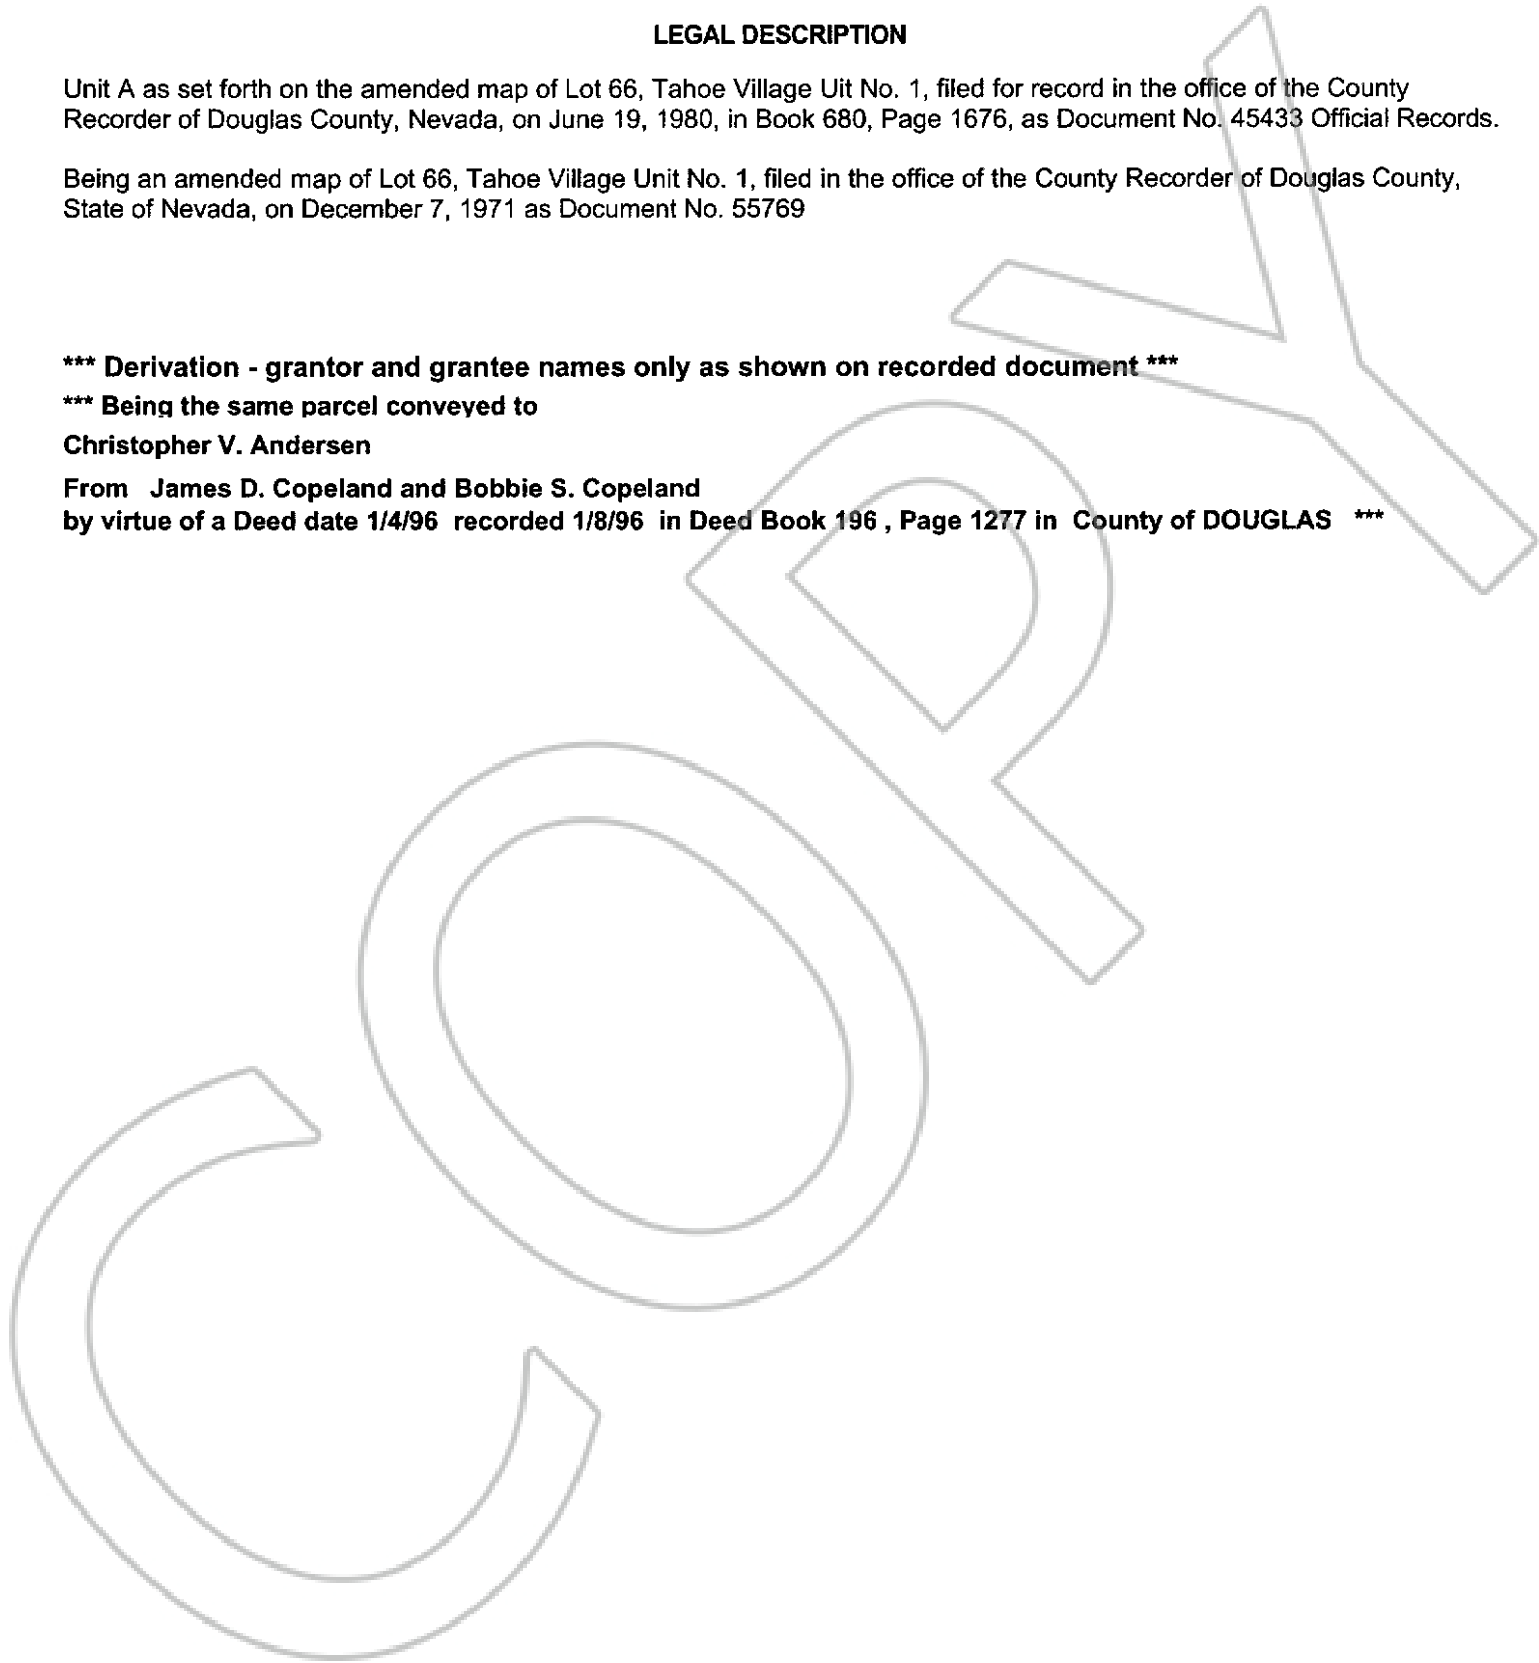 LEGAL DESCRIPTION
Unit A as set forth on the amended map of Lot 66, Tahoe Village Uit No. 1, filed for record in the office of the County
Recorder of Douglas County, Nevada, on June 19, 1980, in Book 680, Page 1676, as Document No. 45433 Official Records.
Being an amended map of Lot 66, Tahoe Village Unit No. 1, filed in the office of the County Recorder of Douglas County,
State of Nevada, on December 7, 1971 as Document No. 55769
*** Derivation - grantor and grantee names only as shown on recorded document ***
*** Being the same parcel conveyed to
Christopher V. Andersen
From James D. Copeland and Bobbie S. Copeland
by virtue of a Deed date 1/4/96 recorded 1/8/96 in Deed Book 196 , Page 1277 in County of DOUGLAS ***
COPY